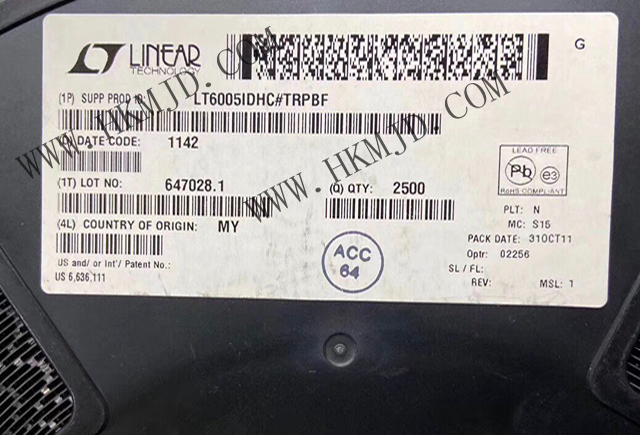 LINEAR
TECHNOLOGY
G
(1P) SUPP PROD ID: LT6005IDHC#TRPBF
DATE CODE: 1142
(1T) LOT NO: 647028.1
(Q) QTY: 2500
(4L) COUNTRY OF ORIGIN: MY
US and/ or Int'/ Patent No.:
US 6,636,111
ACC
64
LEAD FREE
Pb e3
RoHS COMPLIANT
PLT: N
MC: S15
PACK DATE: 31OCT11
Optr: 02256
SL / FL:
REV: MSL: 1
WWW.HKMJD.COM
WWW.HKMJD.COM